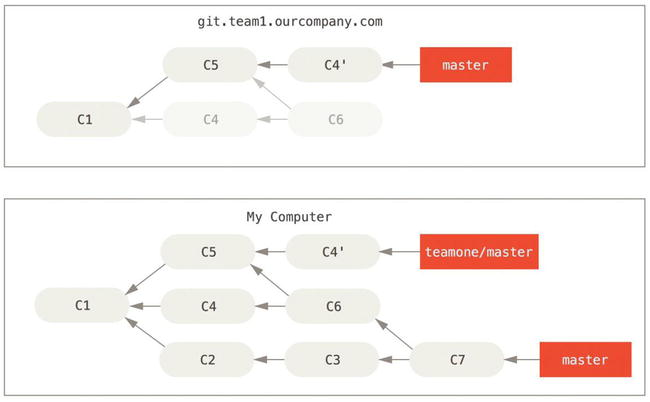 git.team1.ourcompany.com
C5 C4' master
C1 C4 C6
My Computer
C5 C4' teamone/master
C1 C4 C6
C2 C3 C7 master